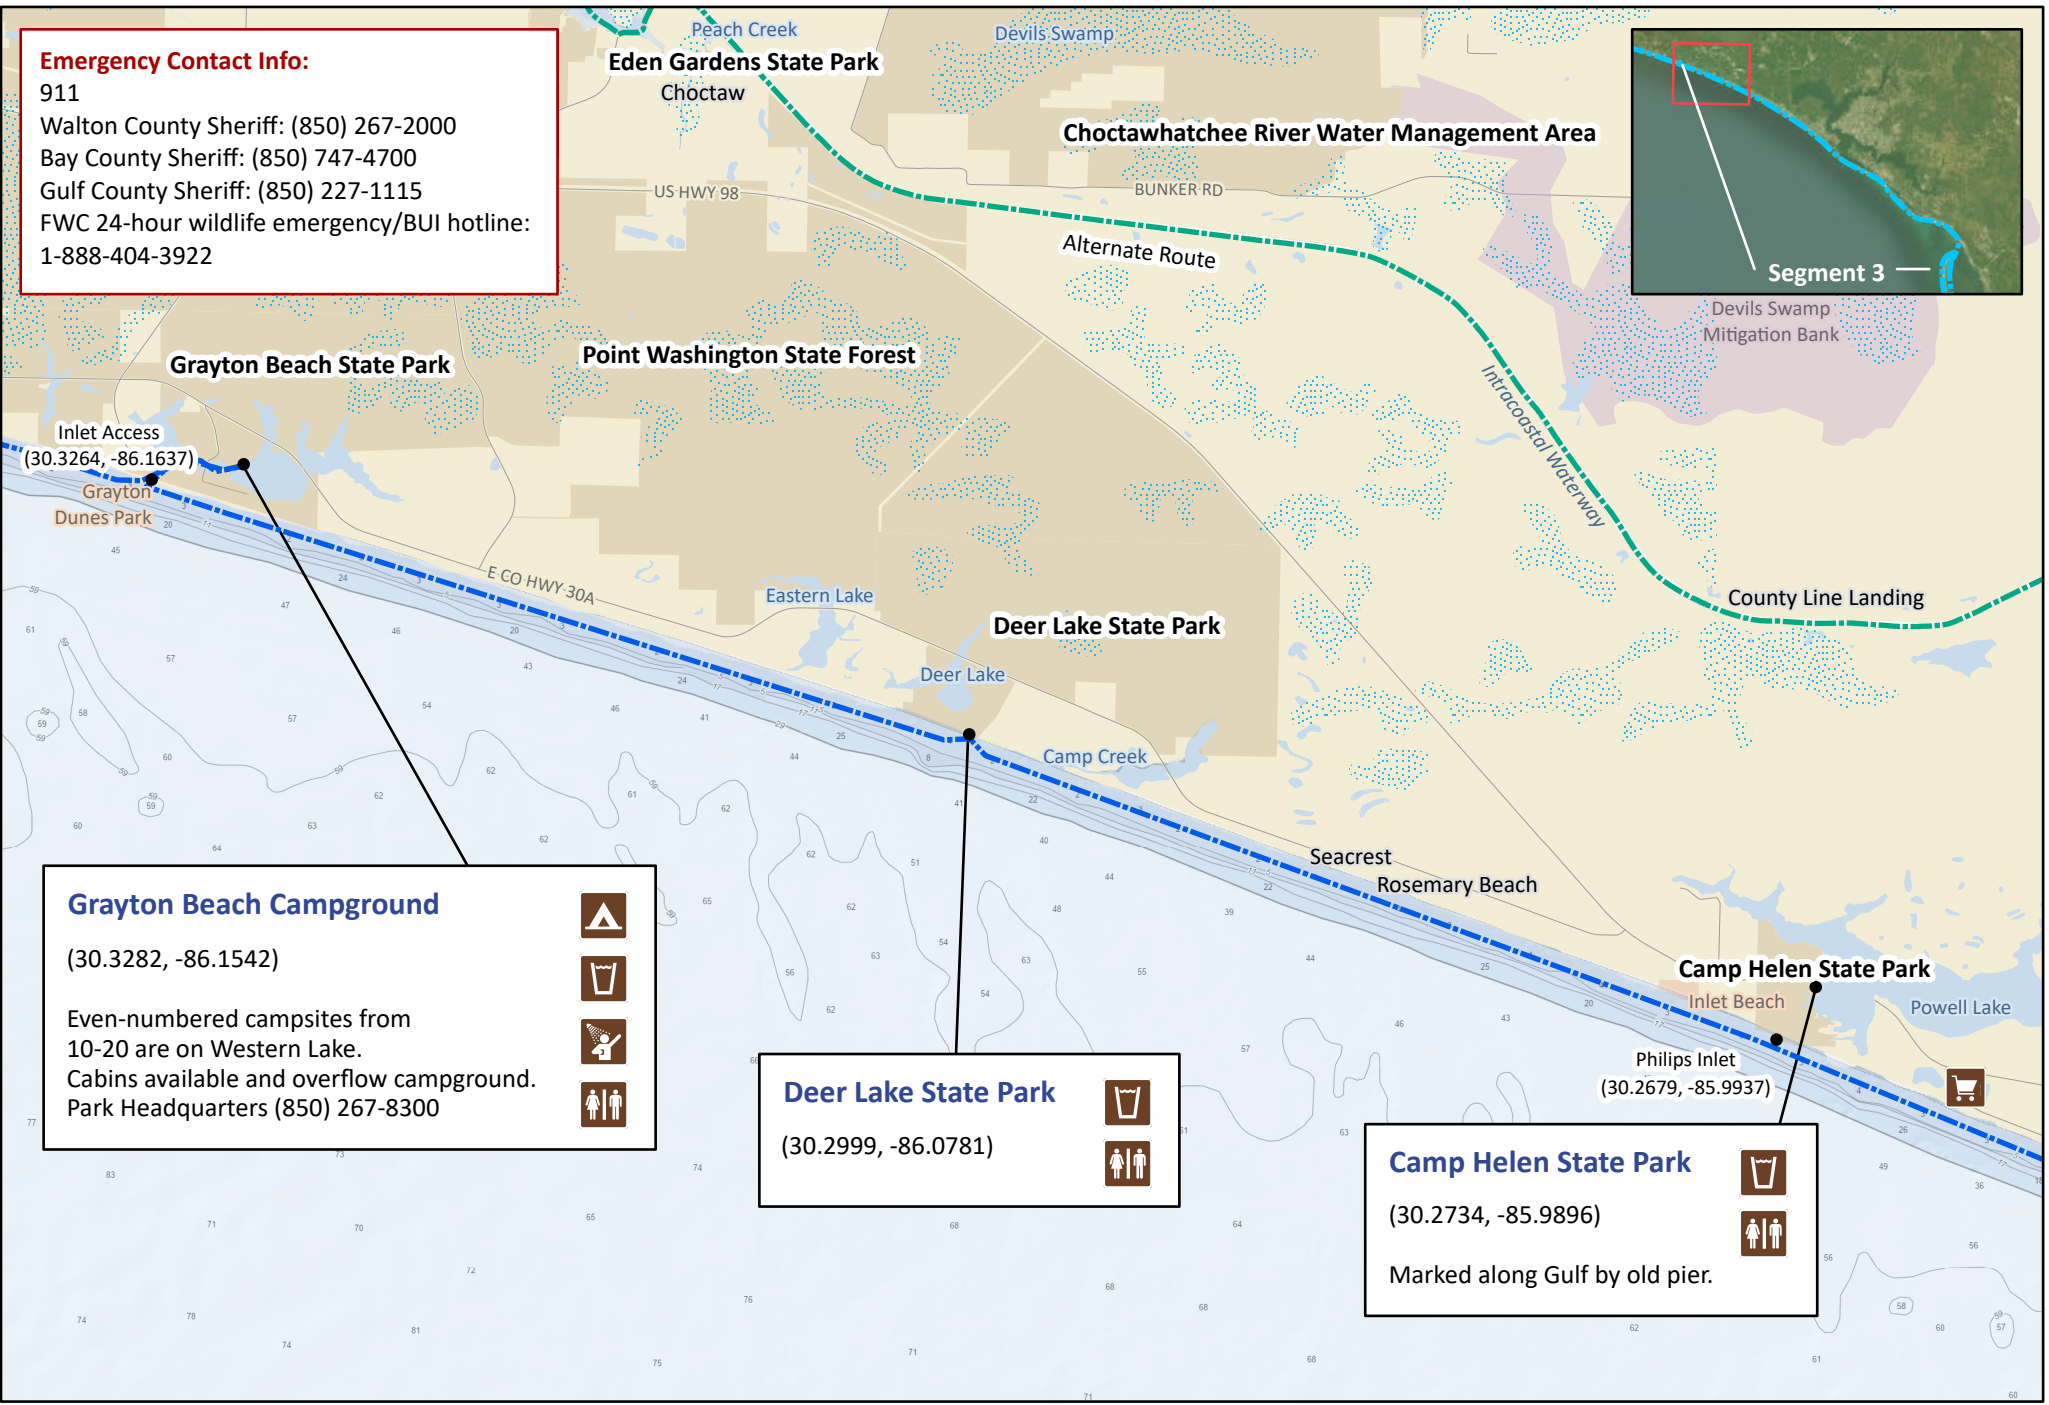 Emergency Contact Info:
911
Walton County Sheriff: (850) 267-2000
Bay County Sheriff: (850) 747-4700
Gulf County Sheriff: (850) 227-1115
FWC 24-hour wildlife emergency/BUI hotline:
1-888-404-3922
Peach Creek
Devils Swamp
Eden Gardens State Park
Choctaw
Choctawhatchee River Water Management Area
US HWY 98
BUNKER RD
Alternate Route
Segment 3
Devils Swamp
Mitigation Bank
Grayton Beach State Park
Point Washington State Forest
Intracoastal Waterway
Inlet Access
(30.3264, -86.1637)
Grayton
Dunes Park
E CO HWY 30A
Eastern Lake
Deer Lake State Park
County Line Landing
Deer Lake
Camp Creek
Seacrest
Rosemary Beach
Camp Helen State Park
Inlet Beach
Powell Lake
Philips Inlet
(30.2679, -85.9937)
Grayton Beach Campground
(30.3282, -86.1542)
Even-numbered campsites from
10-20 are on Western Lake.
Cabins available and overflow campground.
Park Headquarters (850) 267-8300
Deer Lake State Park
(30.2999, -86.0781)
Camp Helen State Park
(30.2734, -85.9896)
Marked along Gulf by old pier.